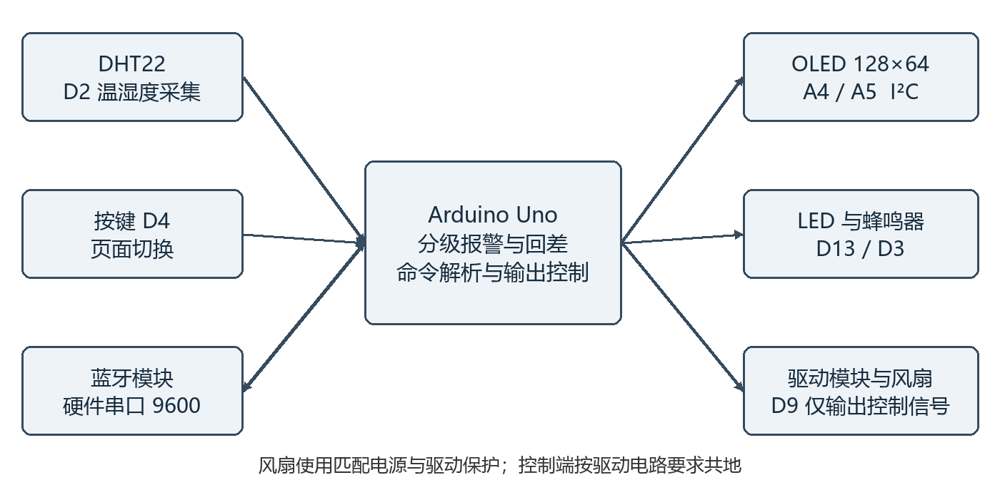 DHT22
D2 温湿度采集
按键 D4
页面切换
蓝牙模块
硬件串口 9600
Arduino Uno
分级报警与回差
命令解析与输出控制
OLED 128×64
A4 / A5 I²C
LED 与蜂鸣器
D13 / D3
驱动模块与风扇
D9 仅输出控制信号
风扇使用匹配电源与驱动保护；控制端按驱动电路要求共地